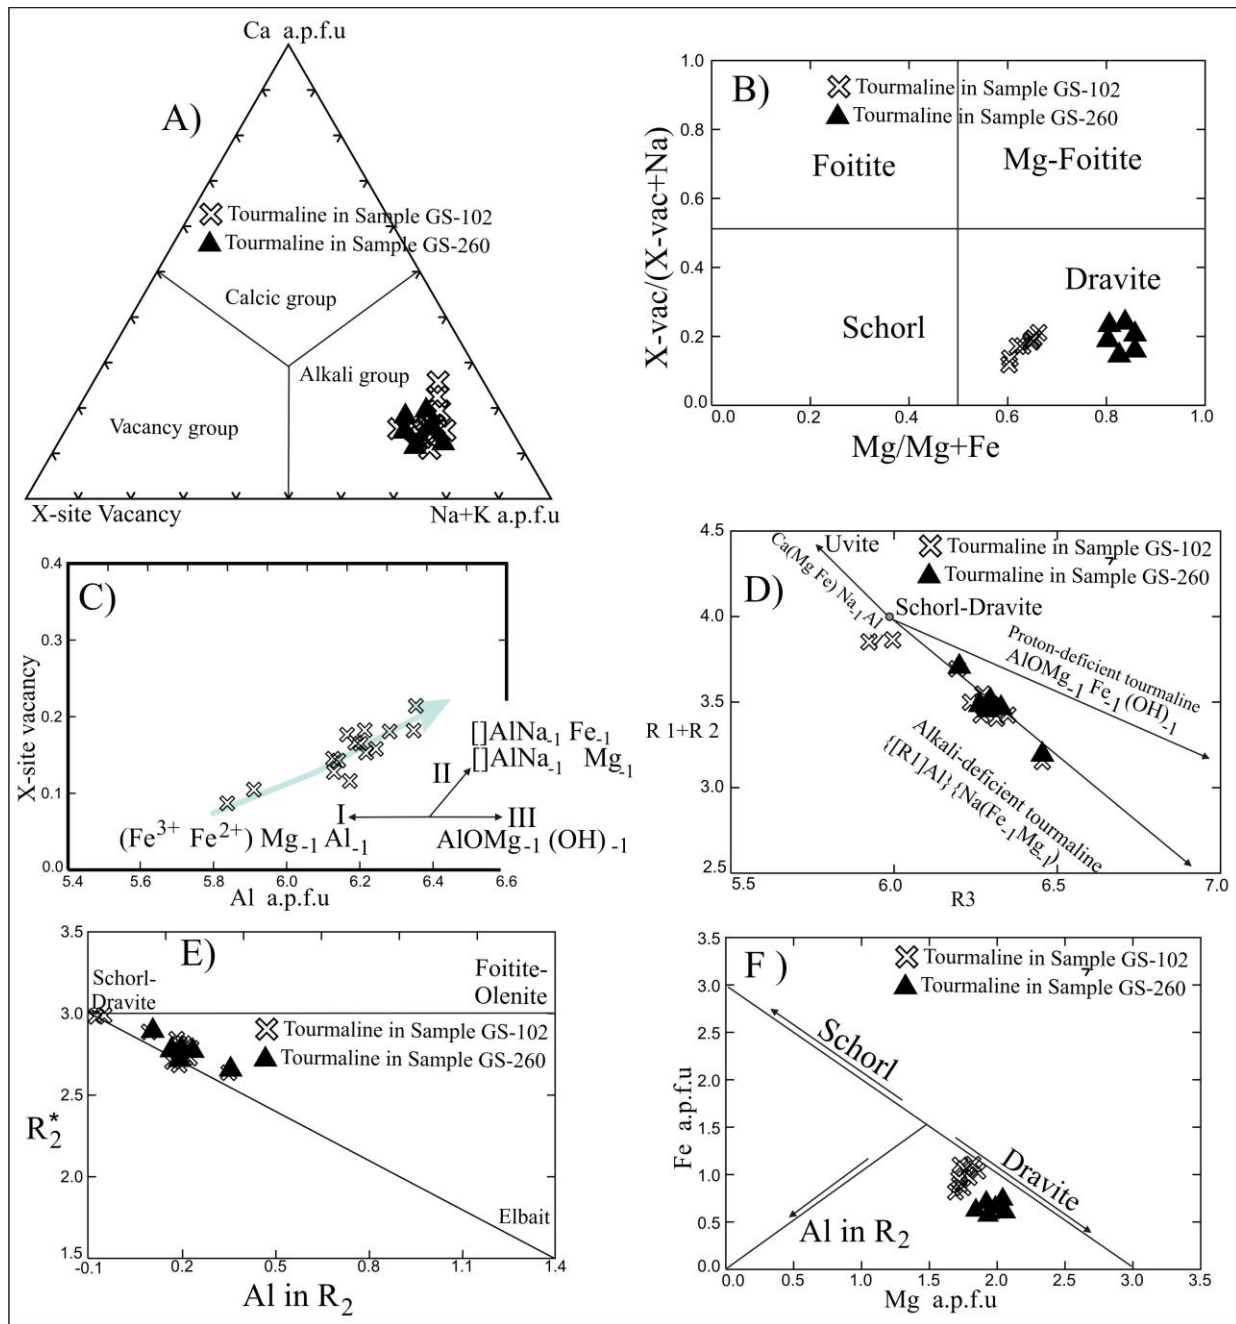 Ca a.p.f.u
A)
Tourmaline in Sample GS-102
Tourmaline in Sample GS-260
Calcic group
Alkali group
Vacancy group
X-site Vacancy
Na+K a.p.f.u
B)
Tourmaline in Sample GS-102
Tourmaline in Sample GS-260
Foitite
Mg-Foitite
Schorl
Dravite
X-vac/(X-vac+Na)
1.0
0.8
0.6
0.4
0.2
0.0
0.0 0.2 0.4 0.6 0.8 1.0
Mg/Mg+Fe
C)
X-site vacancy
0.4
0.3
0.2
0.1
0.0
[]AlNa-1 Fe-1
[]AlNa-1 Mg-1
II
I
III
(Fe3+ Fe2+) Mg-1 Al-1
AlOMg-1 (OH)-1
5.4 5.6 5.8 6.0 6.2 6.4 6.6
Al a.p.f.u
D)
Uvite
Tourmaline in Sample GS-102
Tourmaline in Sample GS-260
Ca(Mg Fe) Na-1 Al
Schorl-Dravite
Proton-deficient tourmaline
AlOMg-1 Fe-1 (OH)-1
Alkali-deficient tourmaline
{[R1]Al} {Na(Fe-1Mg-1)}
R 1+R 2
4.5
4.0
3.5
3.0
2.5
5.5 6.0 6.5 7.0
R3
E)
Schorl-
Dravite
Foitite-
Olenite
Tourmaline in Sample GS-102
Tourmaline in Sample GS-260
Elbait
R2*
3.5
3.0
2.5
2.0
1.5
-0.1 0.2 0.5 0.8 1.1 1.4
Al in R2
F )
Tourmaline in Sample GS-102
Tourmaline in Sample GS-260
Schorl
Dravite
Al in R2
Fe a.p.f.u
3.5
3.0
2.5
2.0
1.5
1.0
0.5
0.0
0.0 0.5 1.0 1.5 2.0 2.5 3.0 3.5
Mg a.p.f.u